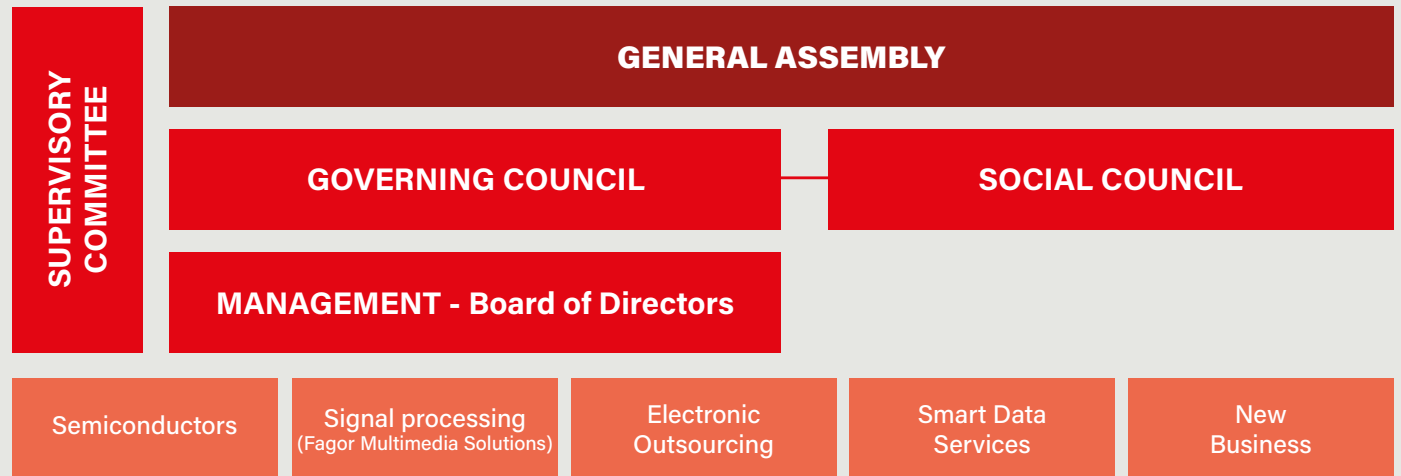 SUPERVISORY
COMMITTEE
GENERAL ASSEMBLY
GOVERNING COUNCIL
SOCIAL COUNCIL
MANAGEMENT - Board of Directors
Semiconductors
Signal processing
(Fagor Multimedia Solutions)
Electronic
Outsourcing
Smart Data
Services
New
Business